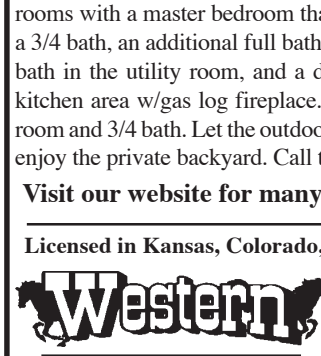 rooms with a master bedroom tha
a 3/4 bath, an additional full bath
bath in the utility room, and a d
kitchen area w/gas log fireplace.
room and 3/4 bath. Let the outdoo
enjoy the private backyard. Call t
Visit our website for many
Licensed in Kansas, Colorado,
Western